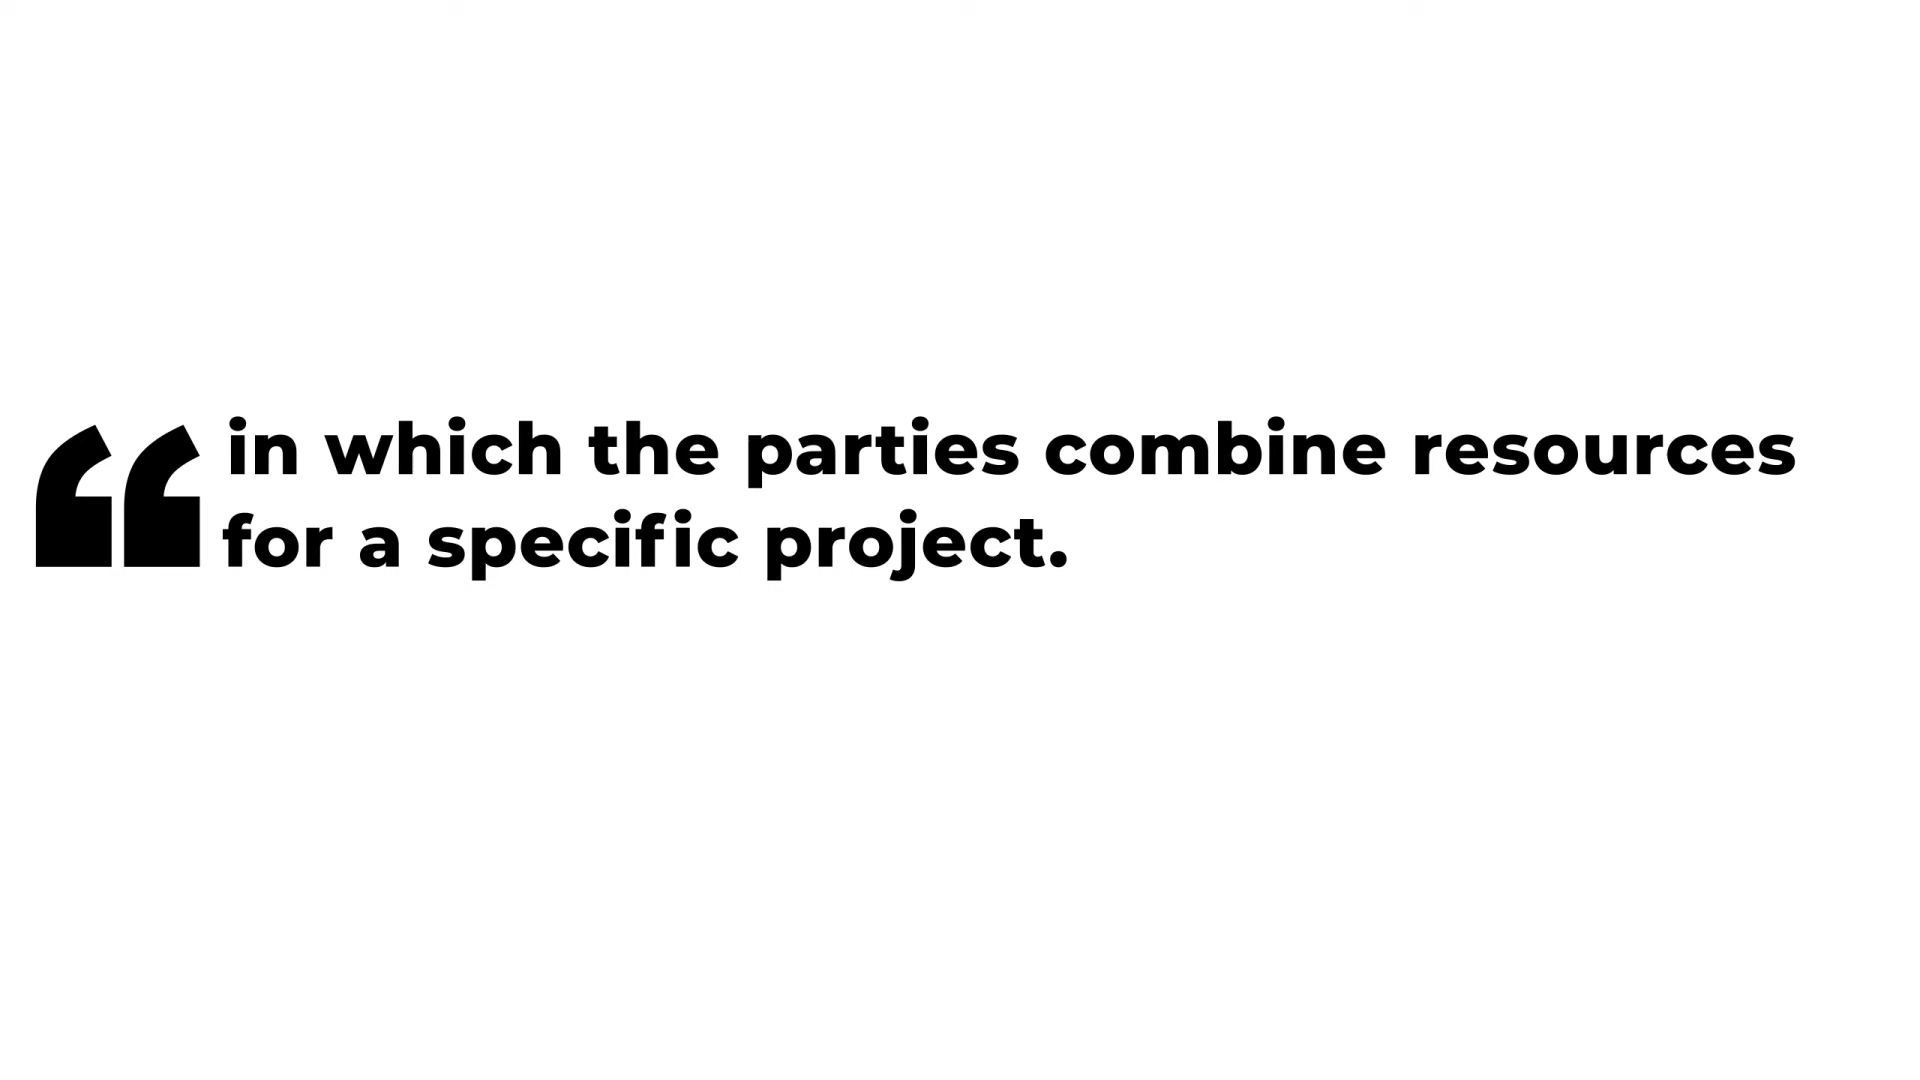 “in which the parties combine resources
for a specific project.